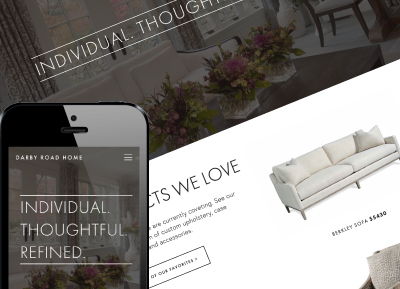 INDIVIDUAL. THOUGHTF
DARBY ROAD HOME
INDIVIDUAL.
THOUGHTFUL.
REFINED.
CTS WE LOVE
e are currently coveting. See our
n of custom upholstery, case
and accessories.
OF OUR FAVORITES >
BERKLEY SOFA $5430